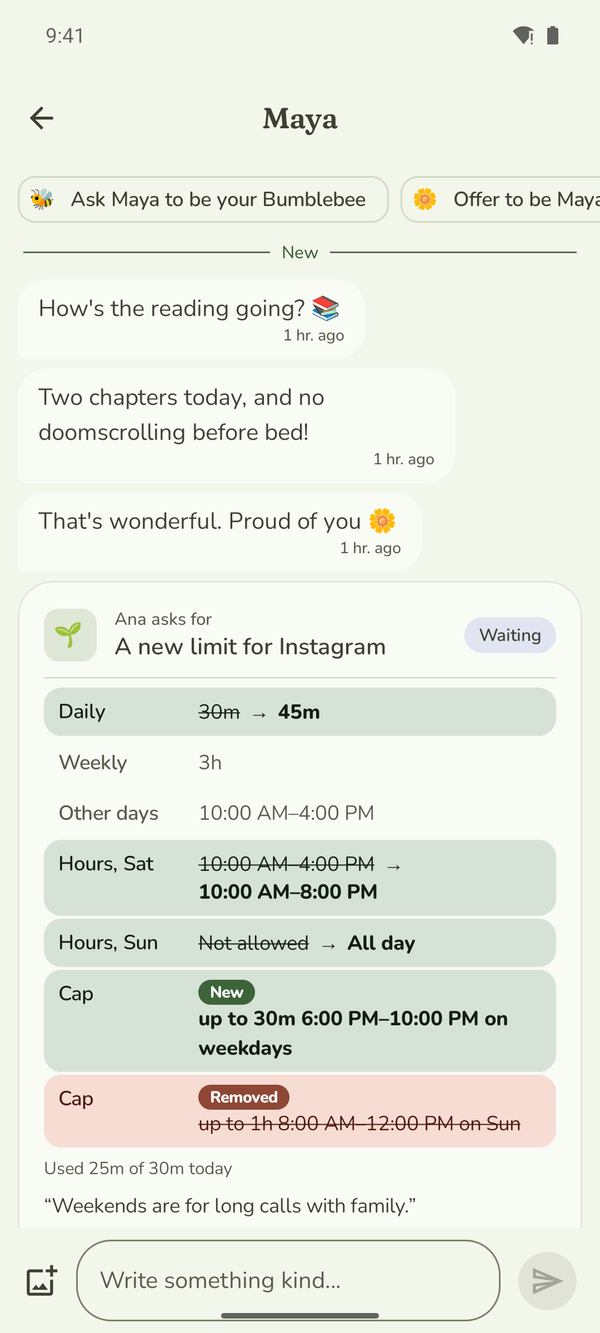 9:41
Maya
Ask Maya to be your Bumblebee
Offer to be Maya
New
How's the reading going? 📚
1 hr. ago
Two chapters today, and no
doomscrolling before bed!
1 hr. ago
That's wonderful. Proud of you 🌼
1 hr. ago
Ana asks for
A new limit for Instagram
Waiting
Daily 30m → 45m
Weekly 3h
Other days 10:00 AM–4:00 PM
Hours, Sat 10:00 AM–4:00 PM →
10:00 AM–8:00 PM
Hours, Sun Not allowed → All day
Cap New
up to 30m 6:00 PM–10:00 PM on
weekdays
Cap Removed
up to 1h 8:00 AM–12:00 PM on Sun
Used 25m of 30m today
“Weekends are for long calls with family.”
Write something kind...